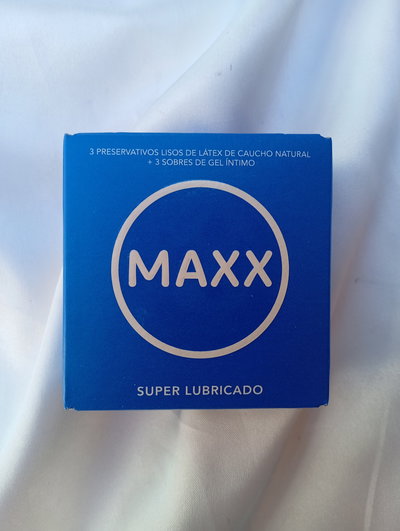 3 PRESERVATIVOS LISOS DE LÁTEX DE CAUCHO NATURAL
+ 3 SOBRES DE GEL ÍNTIMO
MAXX
SUPER LUBRICADO